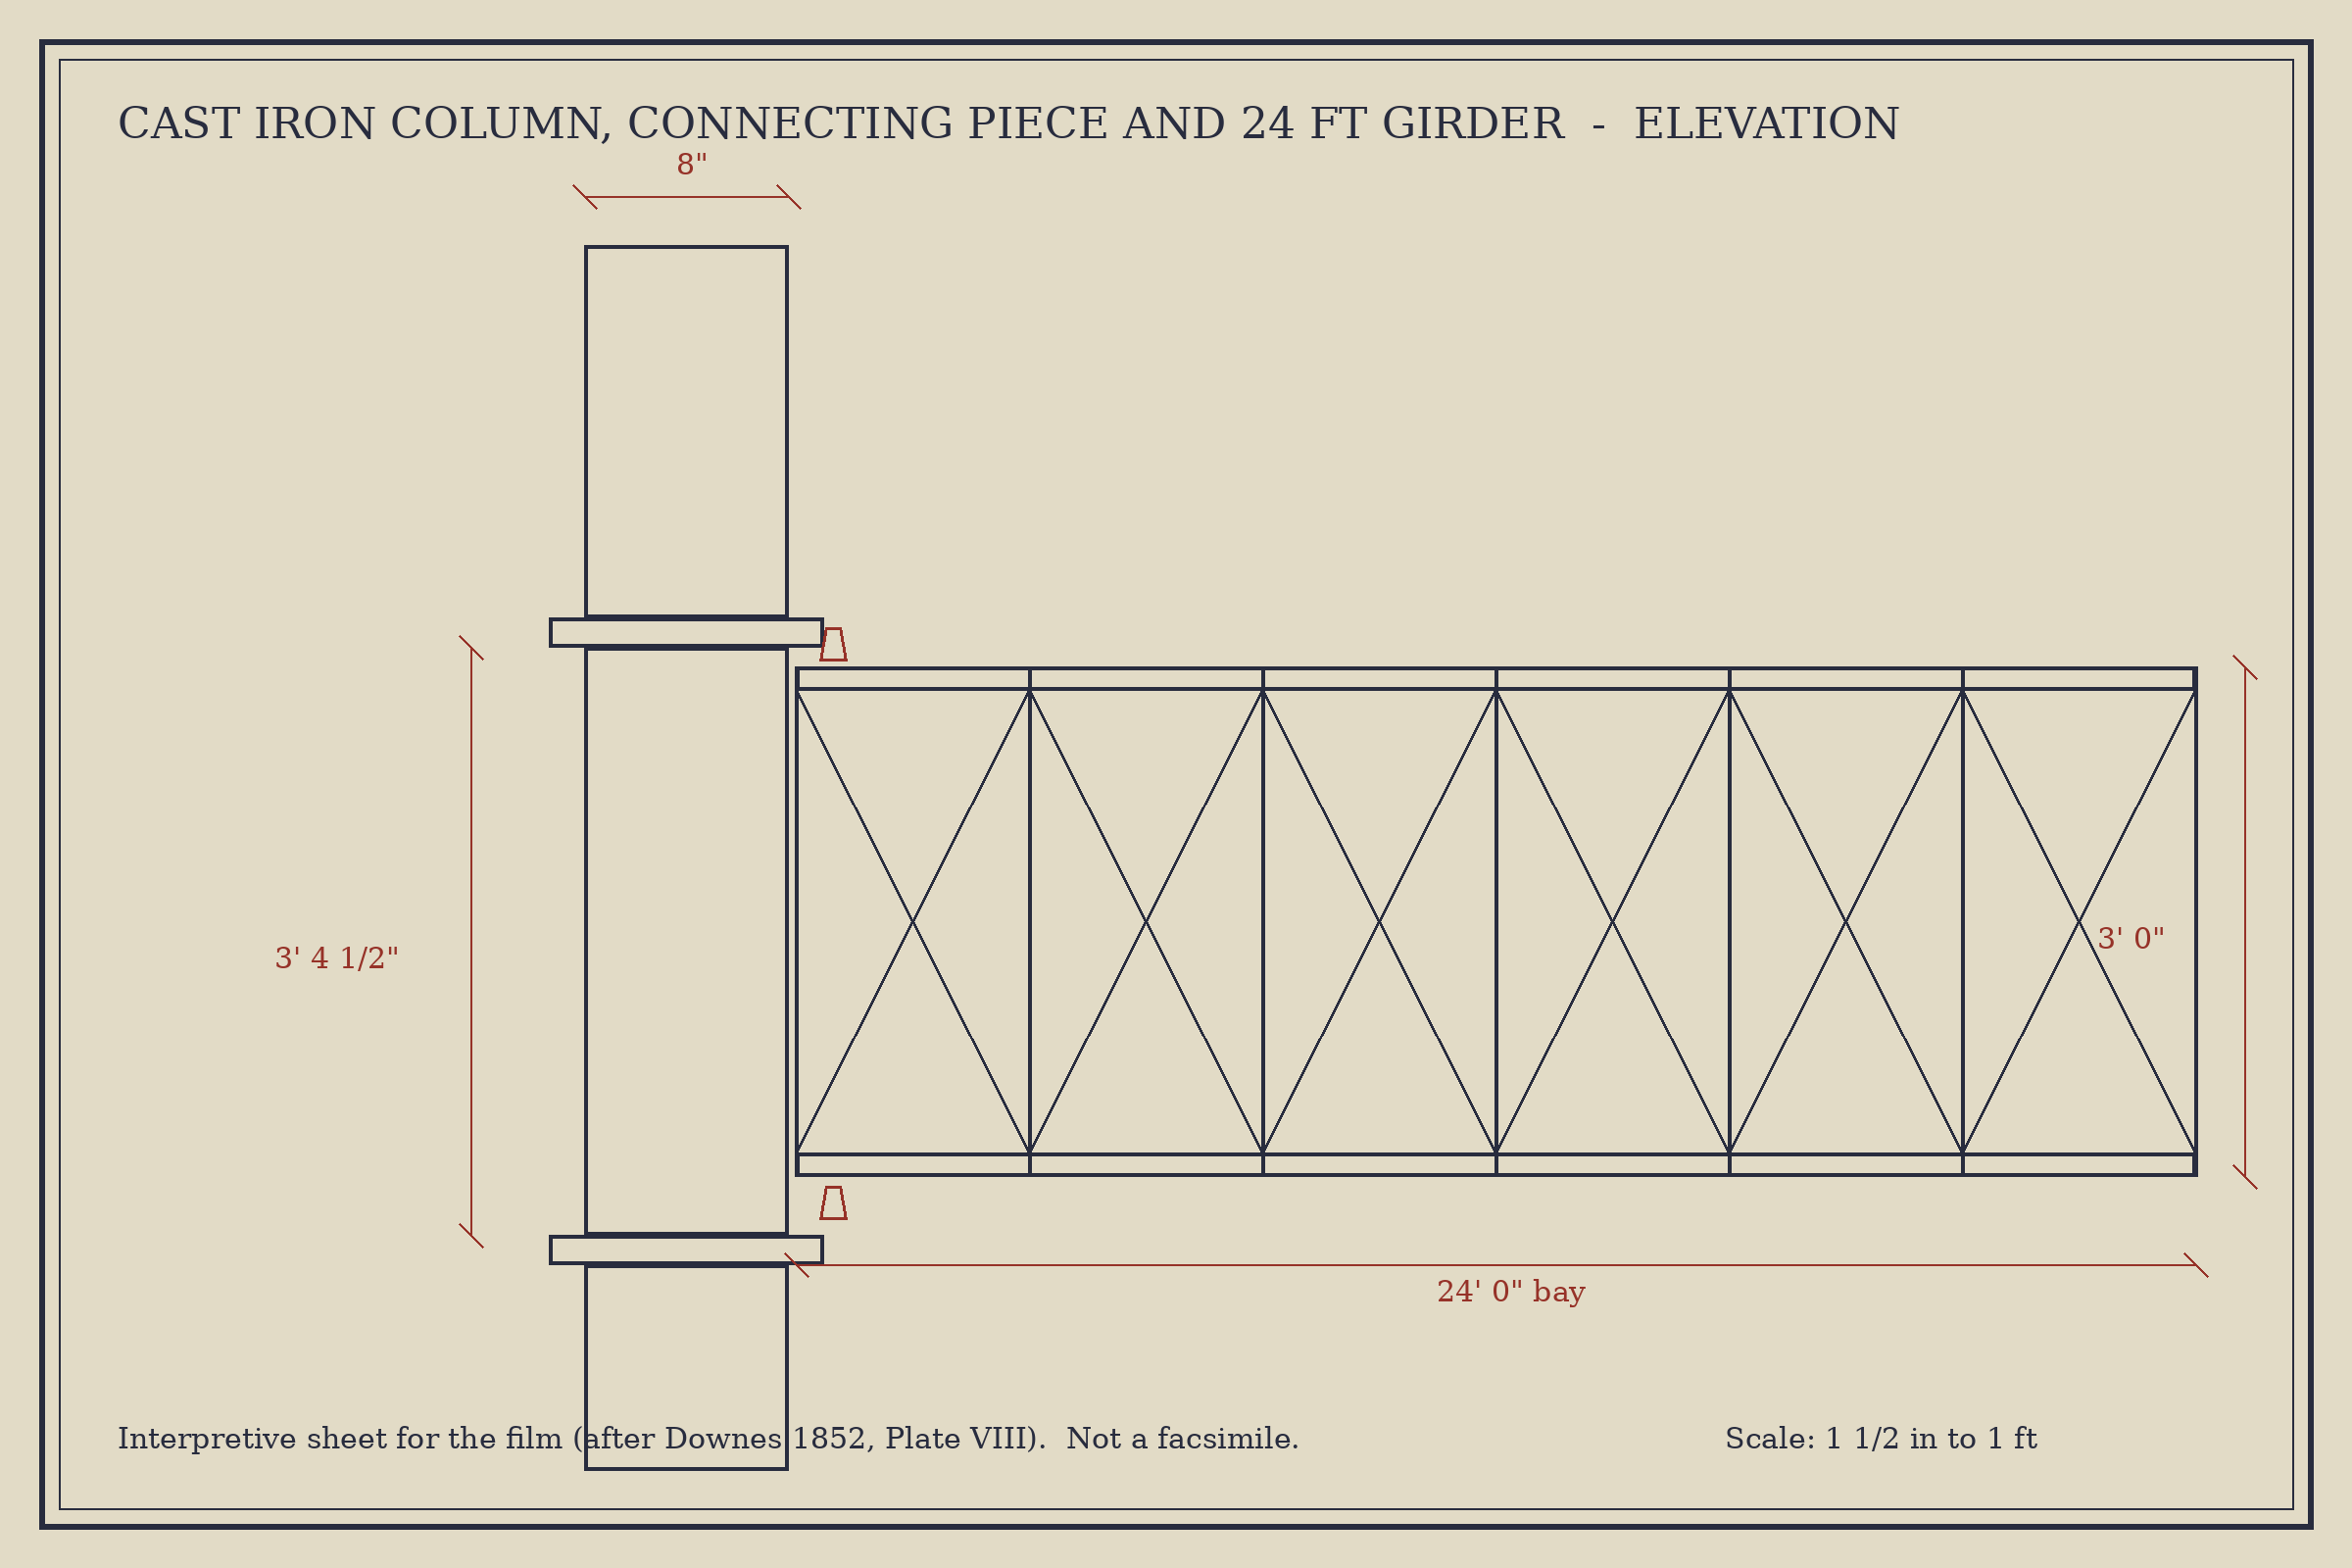 CAST IRON COLUMN, CONNECTING PIECE AND 24 FT GIRDER - ELEVATION
8"
3' 4 1/2"
3' 0"
24' 0" bay
Interpretive sheet for the film (after Downes 1852, Plate VIII). Not a facsimile.
Scale: 1 1/2 in to 1 ft